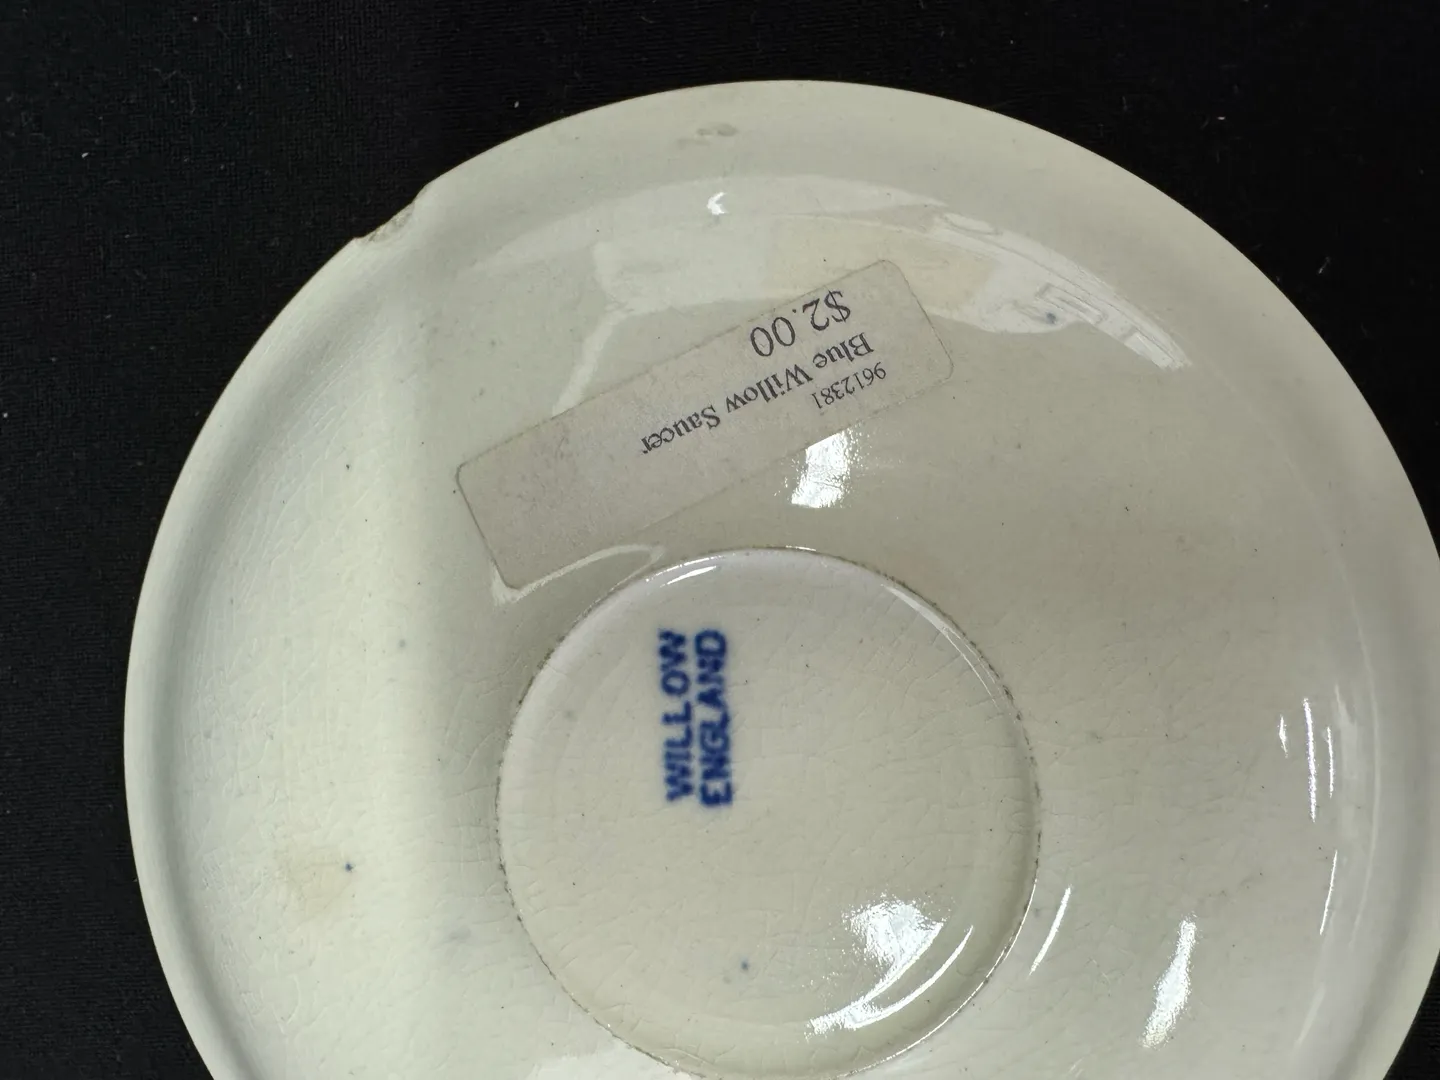 9612381
Blue Willow Saucer
$2.00
WILLOW
ENGLAND